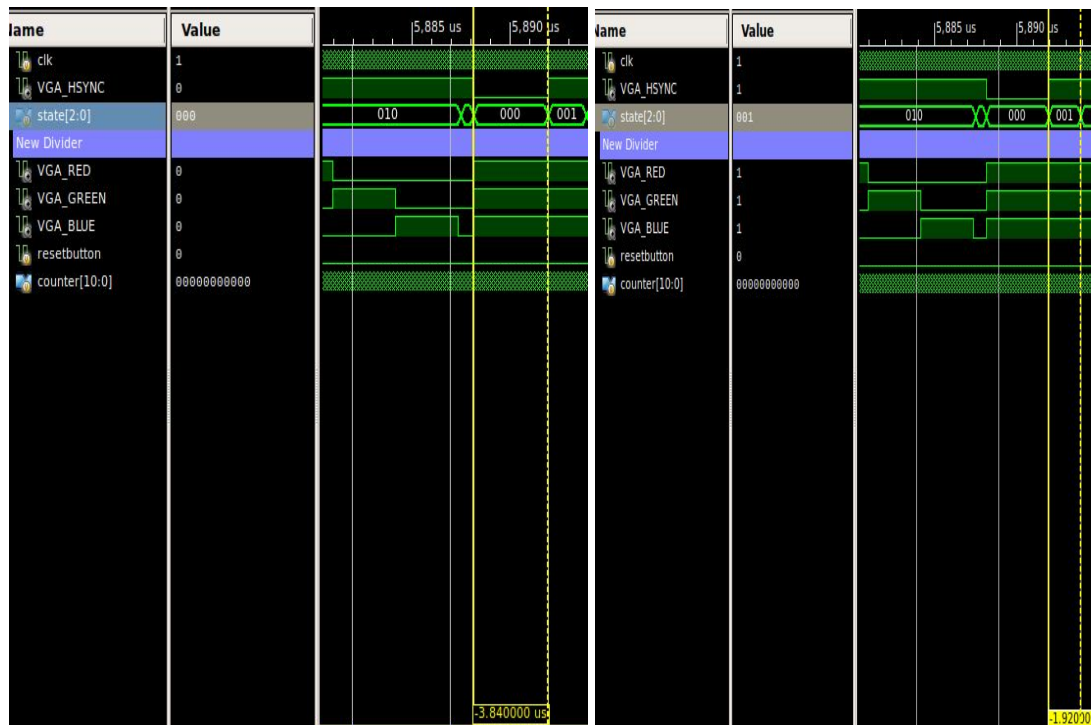 Name Value 5,885 us 5,890 us
clk 1
VGA_HSYNC 0
state[2:0] 000 010 000 001
New Divider
VGA_RED 0
VGA_GREEN 0
VGA_BLUE 0
resetbutton 0
counter[10:0] 00000000000
-3.840000 us
Name Value 5,885 us 5,890 us
clk 1
VGA_HSYNC 1
state[2:0] 001 010 000 001
New Divider
VGA_RED 1
VGA_GREEN 1
VGA_BLUE 1
resetbutton 0
counter[10:0] 00000000000